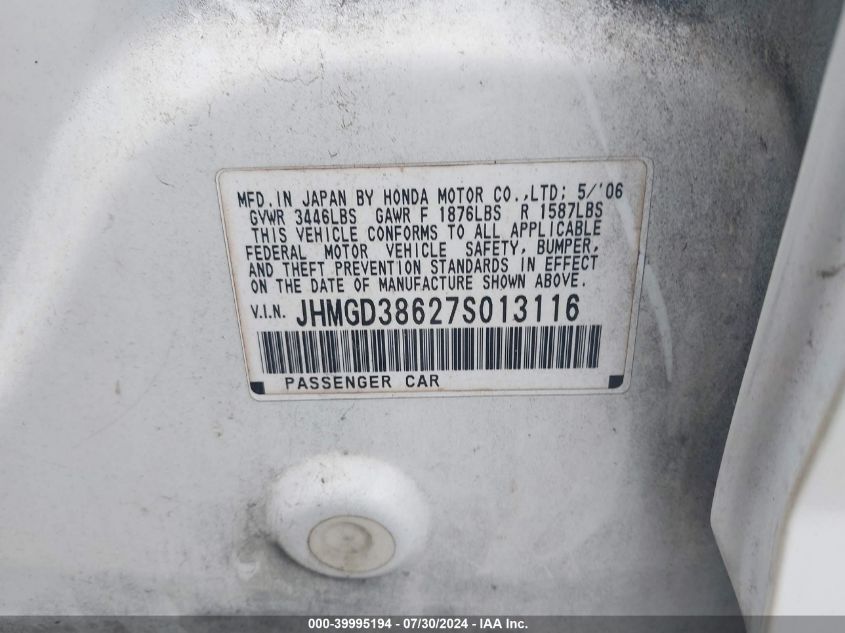 MFD. IN JAPAN BY HONDA MOTOR CO.,LTD; 5/'06
GVWR 3446LBS GAWR F 1876LBS R 1587LBS
THIS VEHICLE CONFORMS TO ALL APPLICABLE
FEDERAL MOTOR VEHICLE SAFETY, BUMPER,
AND THEFT PREVENTION STANDARDS IN EFFECT
ON THE DATE OF MANUFACTURE SHOWN ABOVE.
V.I.N. JHMGD38627S013116
PASSENGER CAR
000-39995194 - 07/30/2024 - IAA Inc.